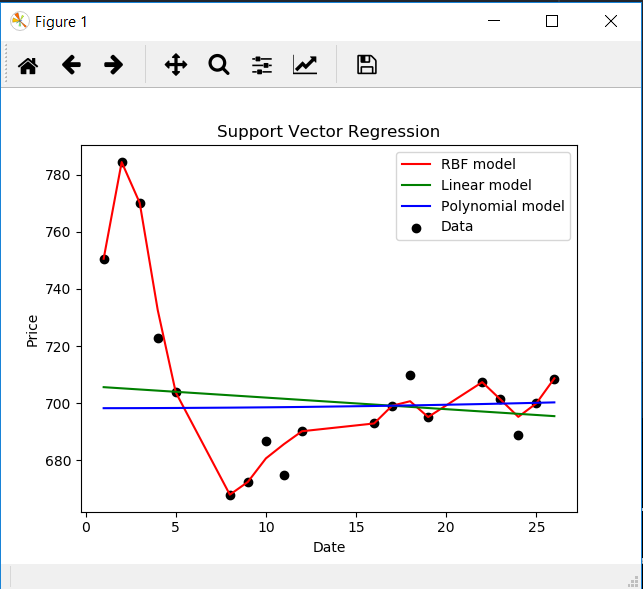 Figure 1
Support Vector Regression
RBF model
Linear model
Polynomial model
Data
Price
780
760
740
720
700
680
0 5 10 15 20 25
Date